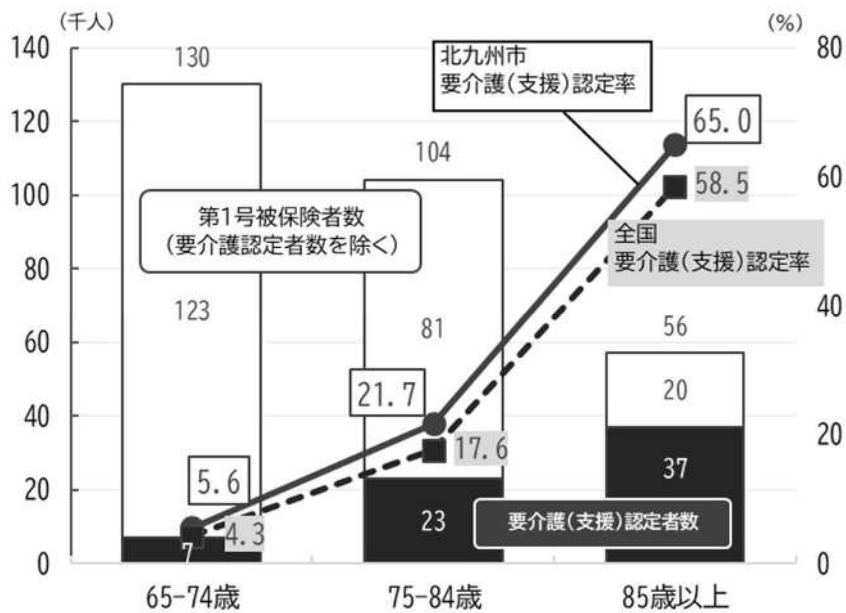 （千人）
（%）
140
120
100
80
60
40
20
0
80
60
40
20
0
130
104
56
第1号被保険者数
（要介護認定者数を除く）
123
81
20
7
23
37
北九州市
要介護（支援）認定率
全国
要介護（支援）認定率
65.0
58.5
21.7
17.6
5.6
4.3
要介護（支援）認定者数
65-74歳
75-84歳
85歳以上